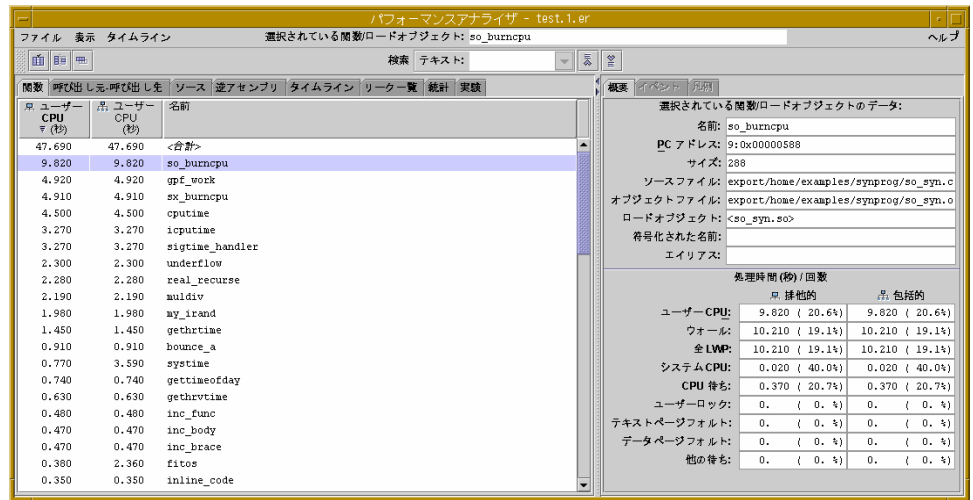 パフォーマンスアナライザ - test.1.er
ファイル 表示 タイムライン 選択されている関数/ロードオブジェクト: so_burncpu ヘルプ
検索 テキスト:
関数 呼び出し元-呼び出し先 ソース 逆アセンブリ タイムライン リーク一覧 統計 実験
ユーザー CPU (秒) ユーザー CPU (秒) 名前
47.690 47.690 <合計>
9.820 9.820 so_burncpu
4.920 4.920 gpf_work
4.910 4.910 sx_burncpu
4.500 4.500 cputime
3.270 3.270 icputime
3.270 3.270 sigtime_handler
2.300 2.300 underflow
2.280 2.280 real_recurse
2.190 2.190 muldiv
1.980 1.980 my_irand
1.450 1.450 gethrtime
0.910 0.910 bounce_a
0.770 3.590 systime
0.740 0.740 gettimeofday
0.630 0.630 gethrvtime
0.480 0.480 inc_func
0.470 0.470 inc_body
0.470 0.470 inc_brace
0.380 2.360 fitos
0.350 0.350 inline_code
概要 イベント 凡例
選択されている関数/ロードオブジェクトのデータ:
名前: so_burncpu
PC アドレス: 9:0x00000588
サイズ: 288
ソースファイル: export/home/examples/synprog/so_syn.c
オブジェクトファイル: export/home/examples/synprog/so_syn.o
ロードオブジェクト: <so_syn.so>
符号化された名前:
エイリアス:
処理時間(秒)/回数
排他的 包括的
ユーザーCPU: 9.820 ( 20.6%) 9.820 ( 20.6%)
ウォール: 10.210 ( 19.1%) 10.210 ( 19.1%)
全LWP: 10.210 ( 19.1%) 10.210 ( 19.1%)
システムCPU: 0.020 ( 40.0%) 0.020 ( 40.0%)
CPU 待ち: 0.370 ( 20.7%) 0.370 ( 20.7%)
ユーザーロック: 0. ( 0. %) 0. ( 0. %)
テキストページフォルト: 0. ( 0. %) 0. ( 0. %)
データページフォルト: 0. ( 0. %) 0. ( 0. %)
他の待ち: 0. ( 0. %) 0. ( 0. %)